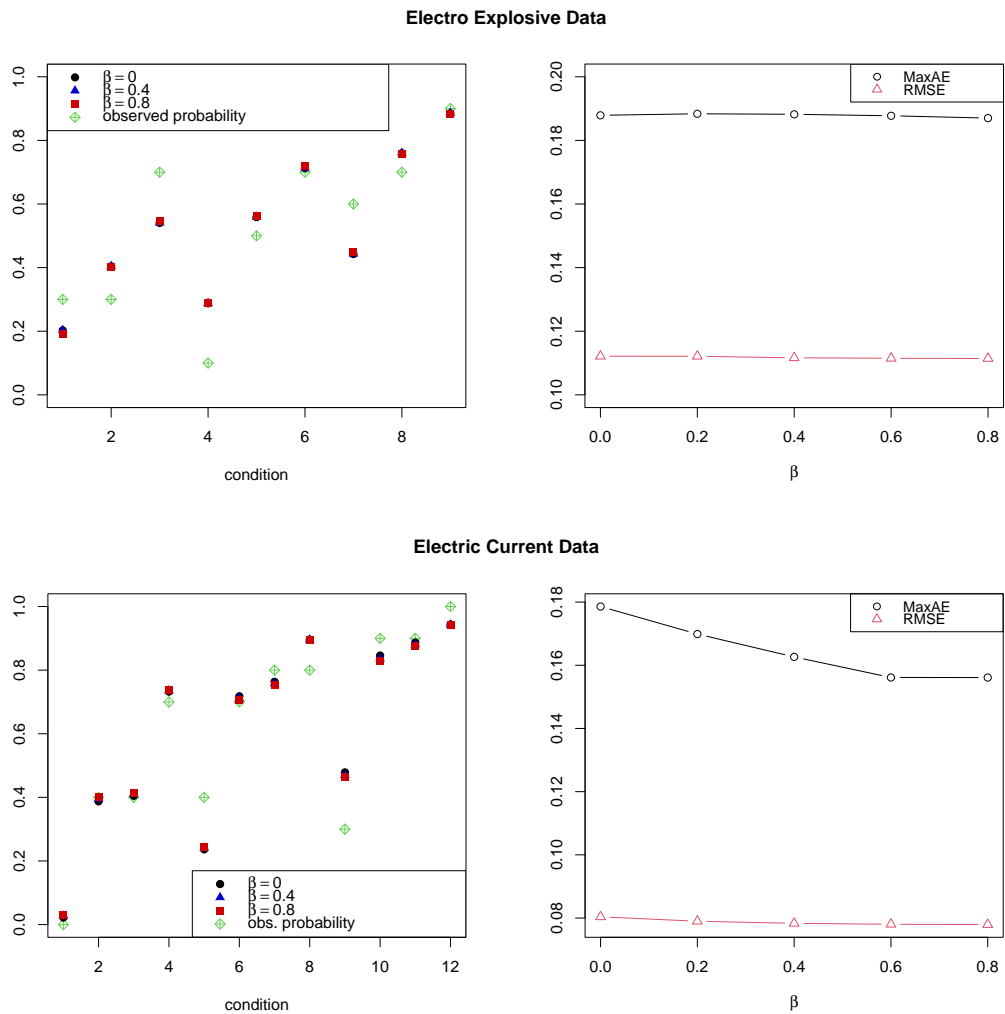 Electro Explosive Data
β = 0
β = 0.4
β = 0.8
observed probability
0.0
0.2
0.4
0.6
0.8
1.0
2
4
6
8
condition
MaxAE
RMSE
0.10
0.12
0.14
0.16
0.18
0.20
0.0
0.2
0.4
0.6
0.8
β
Electric Current Data
β = 0
β = 0.4
β = 0.8
obs. probability
0.0
0.2
0.4
0.6
0.8
1.0
2
4
6
8
10
12
condition
MaxAE
RMSE
0.08
0.10
0.12
0.14
0.16
0.18
0.0
0.2
0.4
0.6
0.8
β